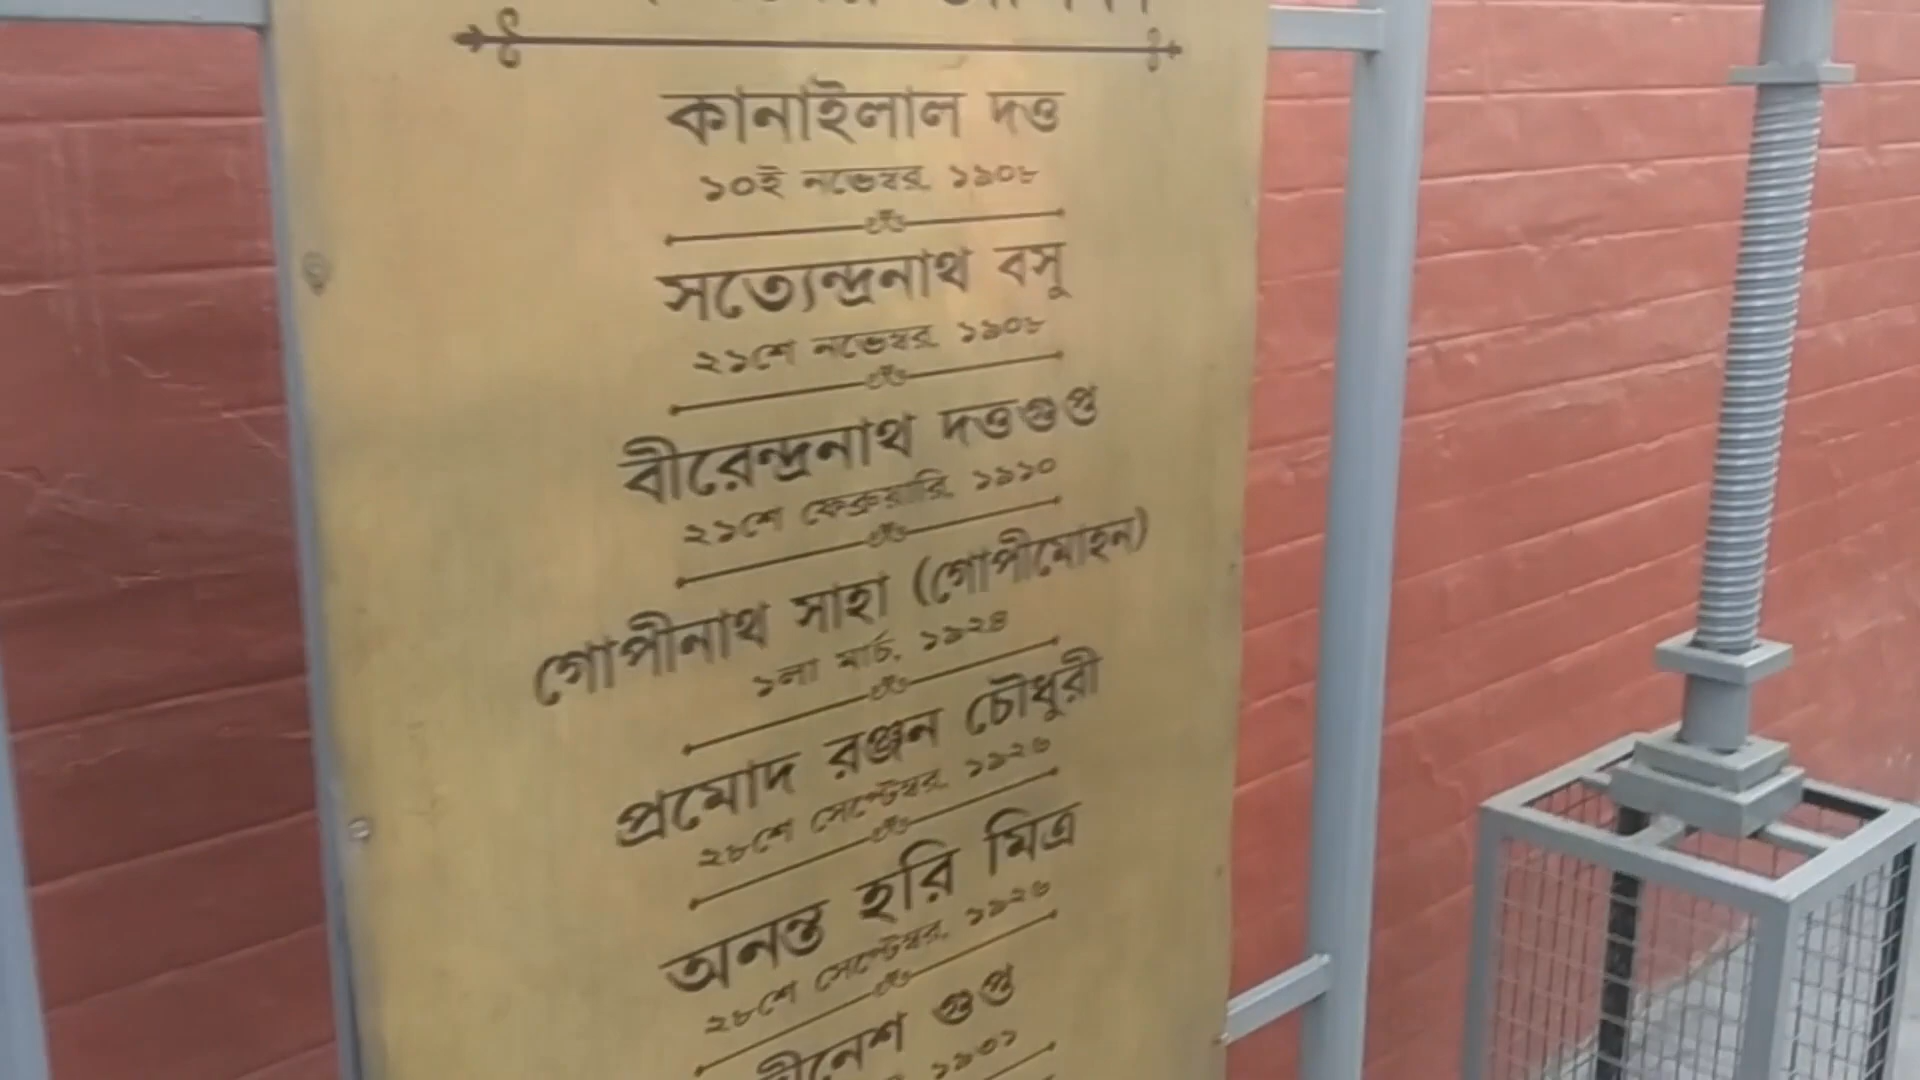 কানাইলাল দত্ত
১০ই নভেম্বর, ১৯০৮
সত্যেন্দ্রনাথ বসু
২১শে নভেম্বর, ১৯০৮
বীরেন্দ্রনাথ দত্তগুপ্ত
২১শে ফেব্রুয়ারি, ১৯১০
গোপীনাথ সাহা (গোপীমোহন)
১লা মার্চ, ১৯২৪
প্রমোদ রঞ্জন চৌধুরী
২৮শে সেপ্টেম্বর, ১৯২৬
অনন্ত হরি মিত্র
২৮শে সেপ্টেম্বর, ১৯২৬
দীনেশ গুপ্ত
১৯৩১